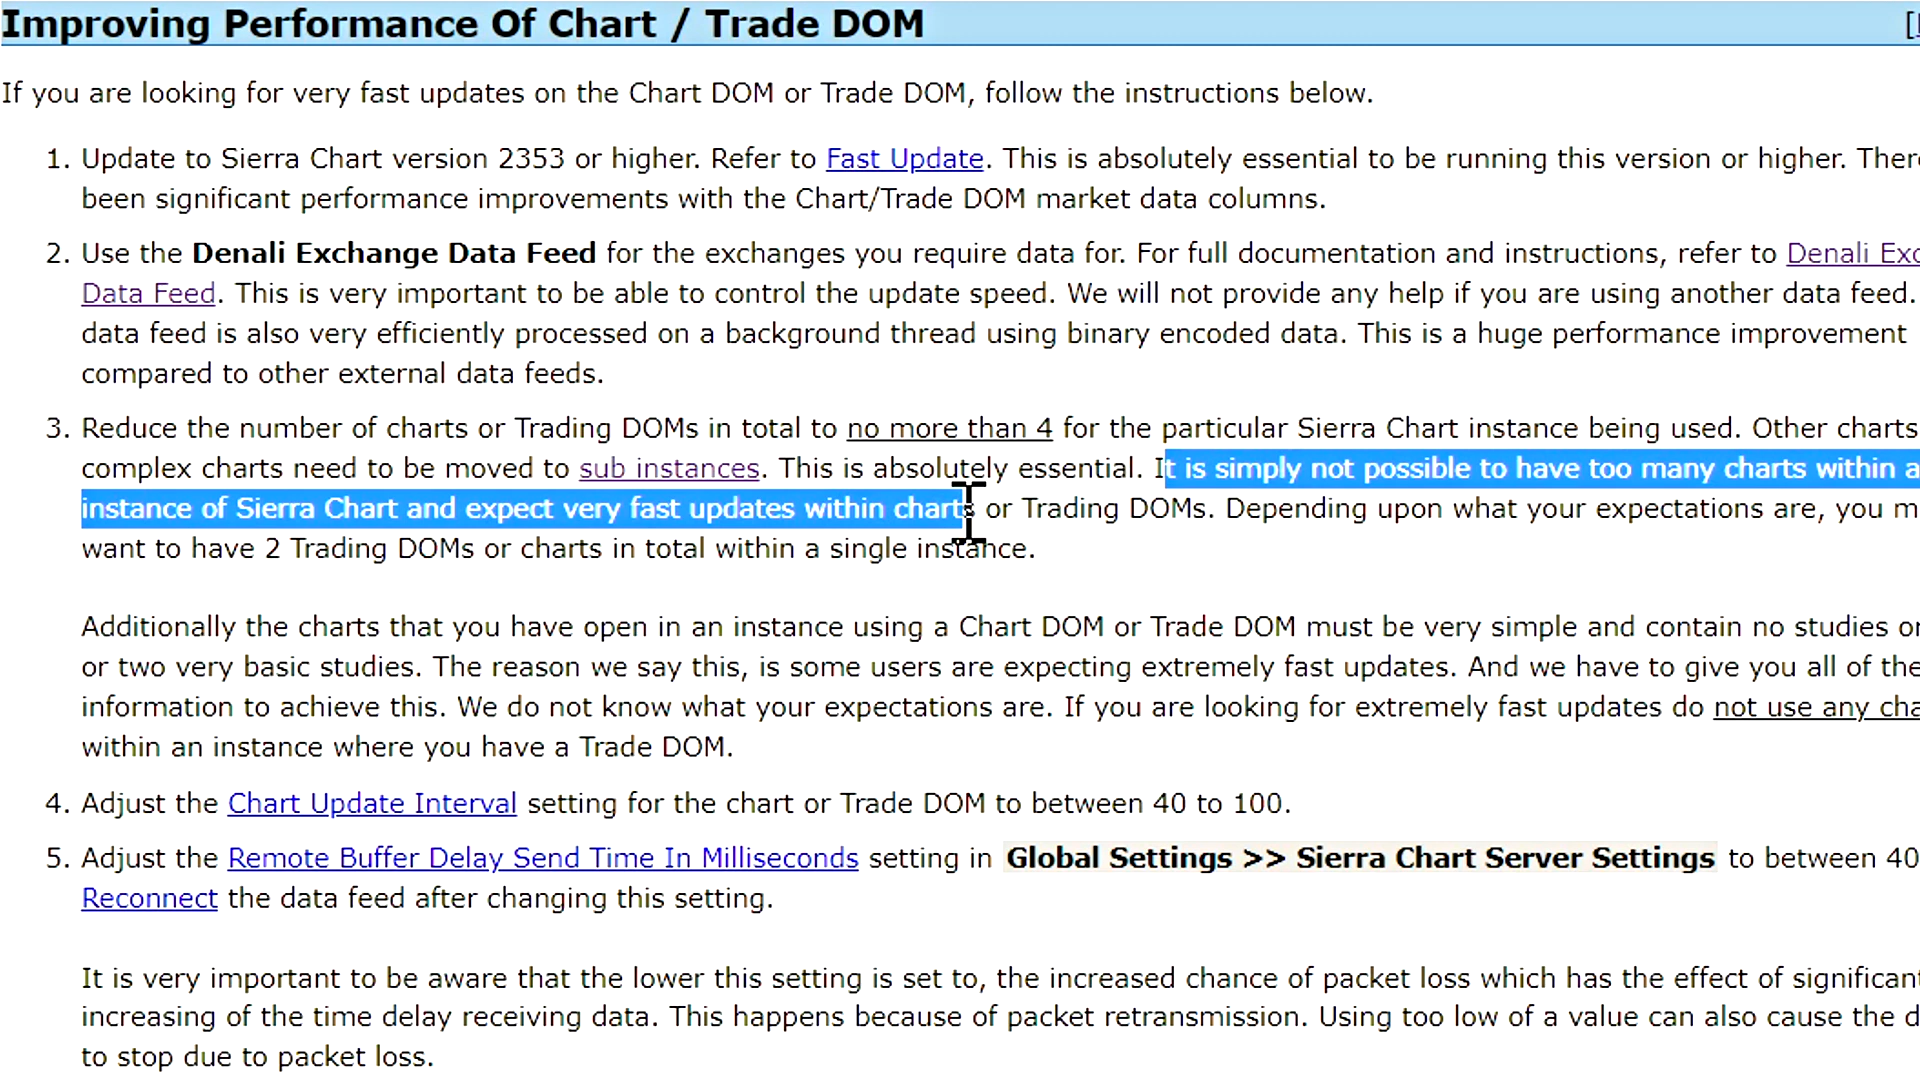 Improving Performance Of Chart / Trade DOM [
If you are looking for very fast updates on the Chart DOM or Trade DOM, follow the instructions below.
1. Update to Sierra Chart version 2353 or higher. Refer to Fast Update. This is absolutely essential to be running this version or higher. Ther
been significant performance improvements with the Chart/Trade DOM market data columns.
2. Use the Denali Exchange Data Feed for the exchanges you require data for. For full documentation and instructions, refer to Denali Exc
Data Feed. This is very important to be able to control the update speed. We will not provide any help if you are using another data feed.
data feed is also very efficiently processed on a background thread using binary encoded data. This is a huge performance improvement
compared to other external data feeds.
3. Reduce the number of charts or Trading DOMs in total to no more than 4 for the particular Sierra Chart instance being used. Other charts
complex charts need to be moved to sub instances. This is absolutely essential. It is simply not possible to have too many charts within a
instance of Sierra Chart and expect very fast updates within charts or Trading DOMs. Depending upon what your expectations are, you m
want to have 2 Trading DOMs or charts in total within a single instance.
Additionally the charts that you have open in an instance using a Chart DOM or Trade DOM must be very simple and contain no studies or
or two very basic studies. The reason we say this, is some users are expecting extremely fast updates. And we have to give you all of the
information to achieve this. We do not know what your expectations are. If you are looking for extremely fast updates do not use any cha
within an instance where you have a Trade DOM.
4. Adjust the Chart Update Interval setting for the chart or Trade DOM to between 40 to 100.
5. Adjust the Remote Buffer Delay Send Time In Milliseconds setting in Global Settings >> Sierra Chart Server Settings to between 40
Reconnect the data feed after changing this setting.
It is very important to be aware that the lower this setting is set to, the increased chance of packet loss which has the effect of significant
increasing of the time delay receiving data. This happens because of packet retransmission. Using too low of a value can also cause the d
to stop due to packet loss.